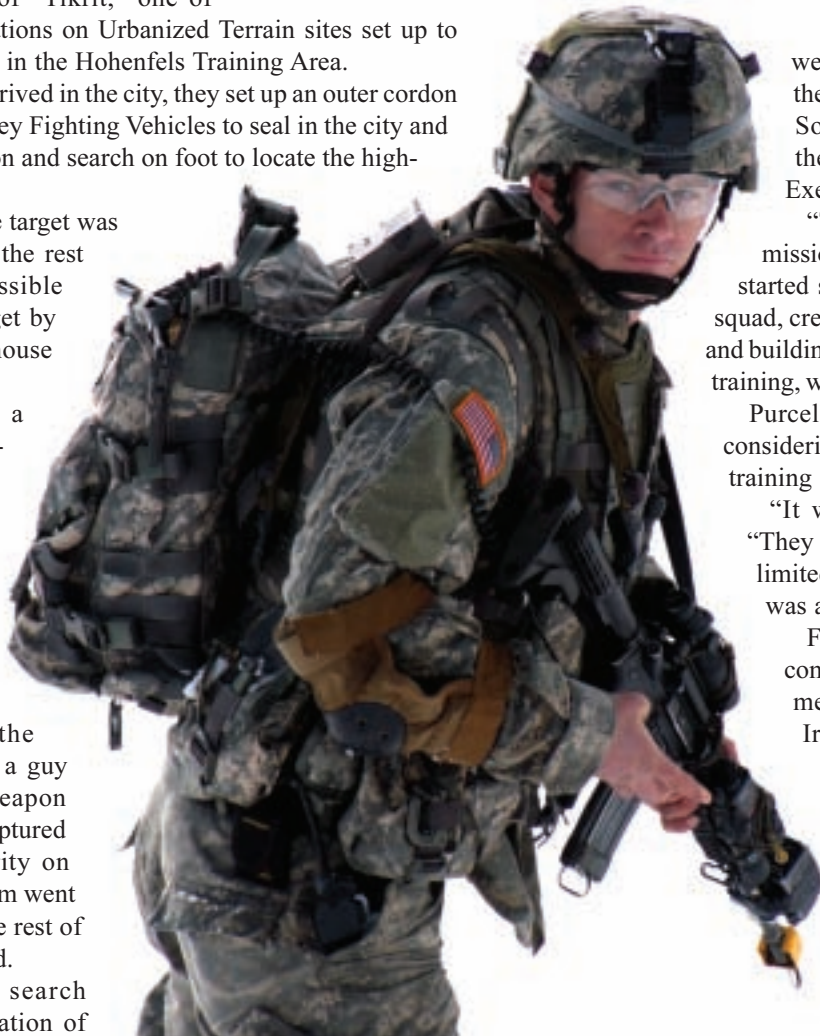 of "Tikrit," one of
tions on Urbanized Terrain sites set up to
in the Hohenfels Training Area.
rived in the city, they set up an outer cordon
ey Fighting Vehicles to seal in the city and
on and search on foot to locate the high-
e target was
the rest
ssible
get by
house
a
-
the
a guy
eapon
ptured
ity on
m went
e rest of
d.
search
ation of
we
the
So
the
Exe
“
missio
started s
squad, cre
and buildin
training, w
Purcel
consideri
training
“It w
“They
limited
was a
F
con
me
Ir